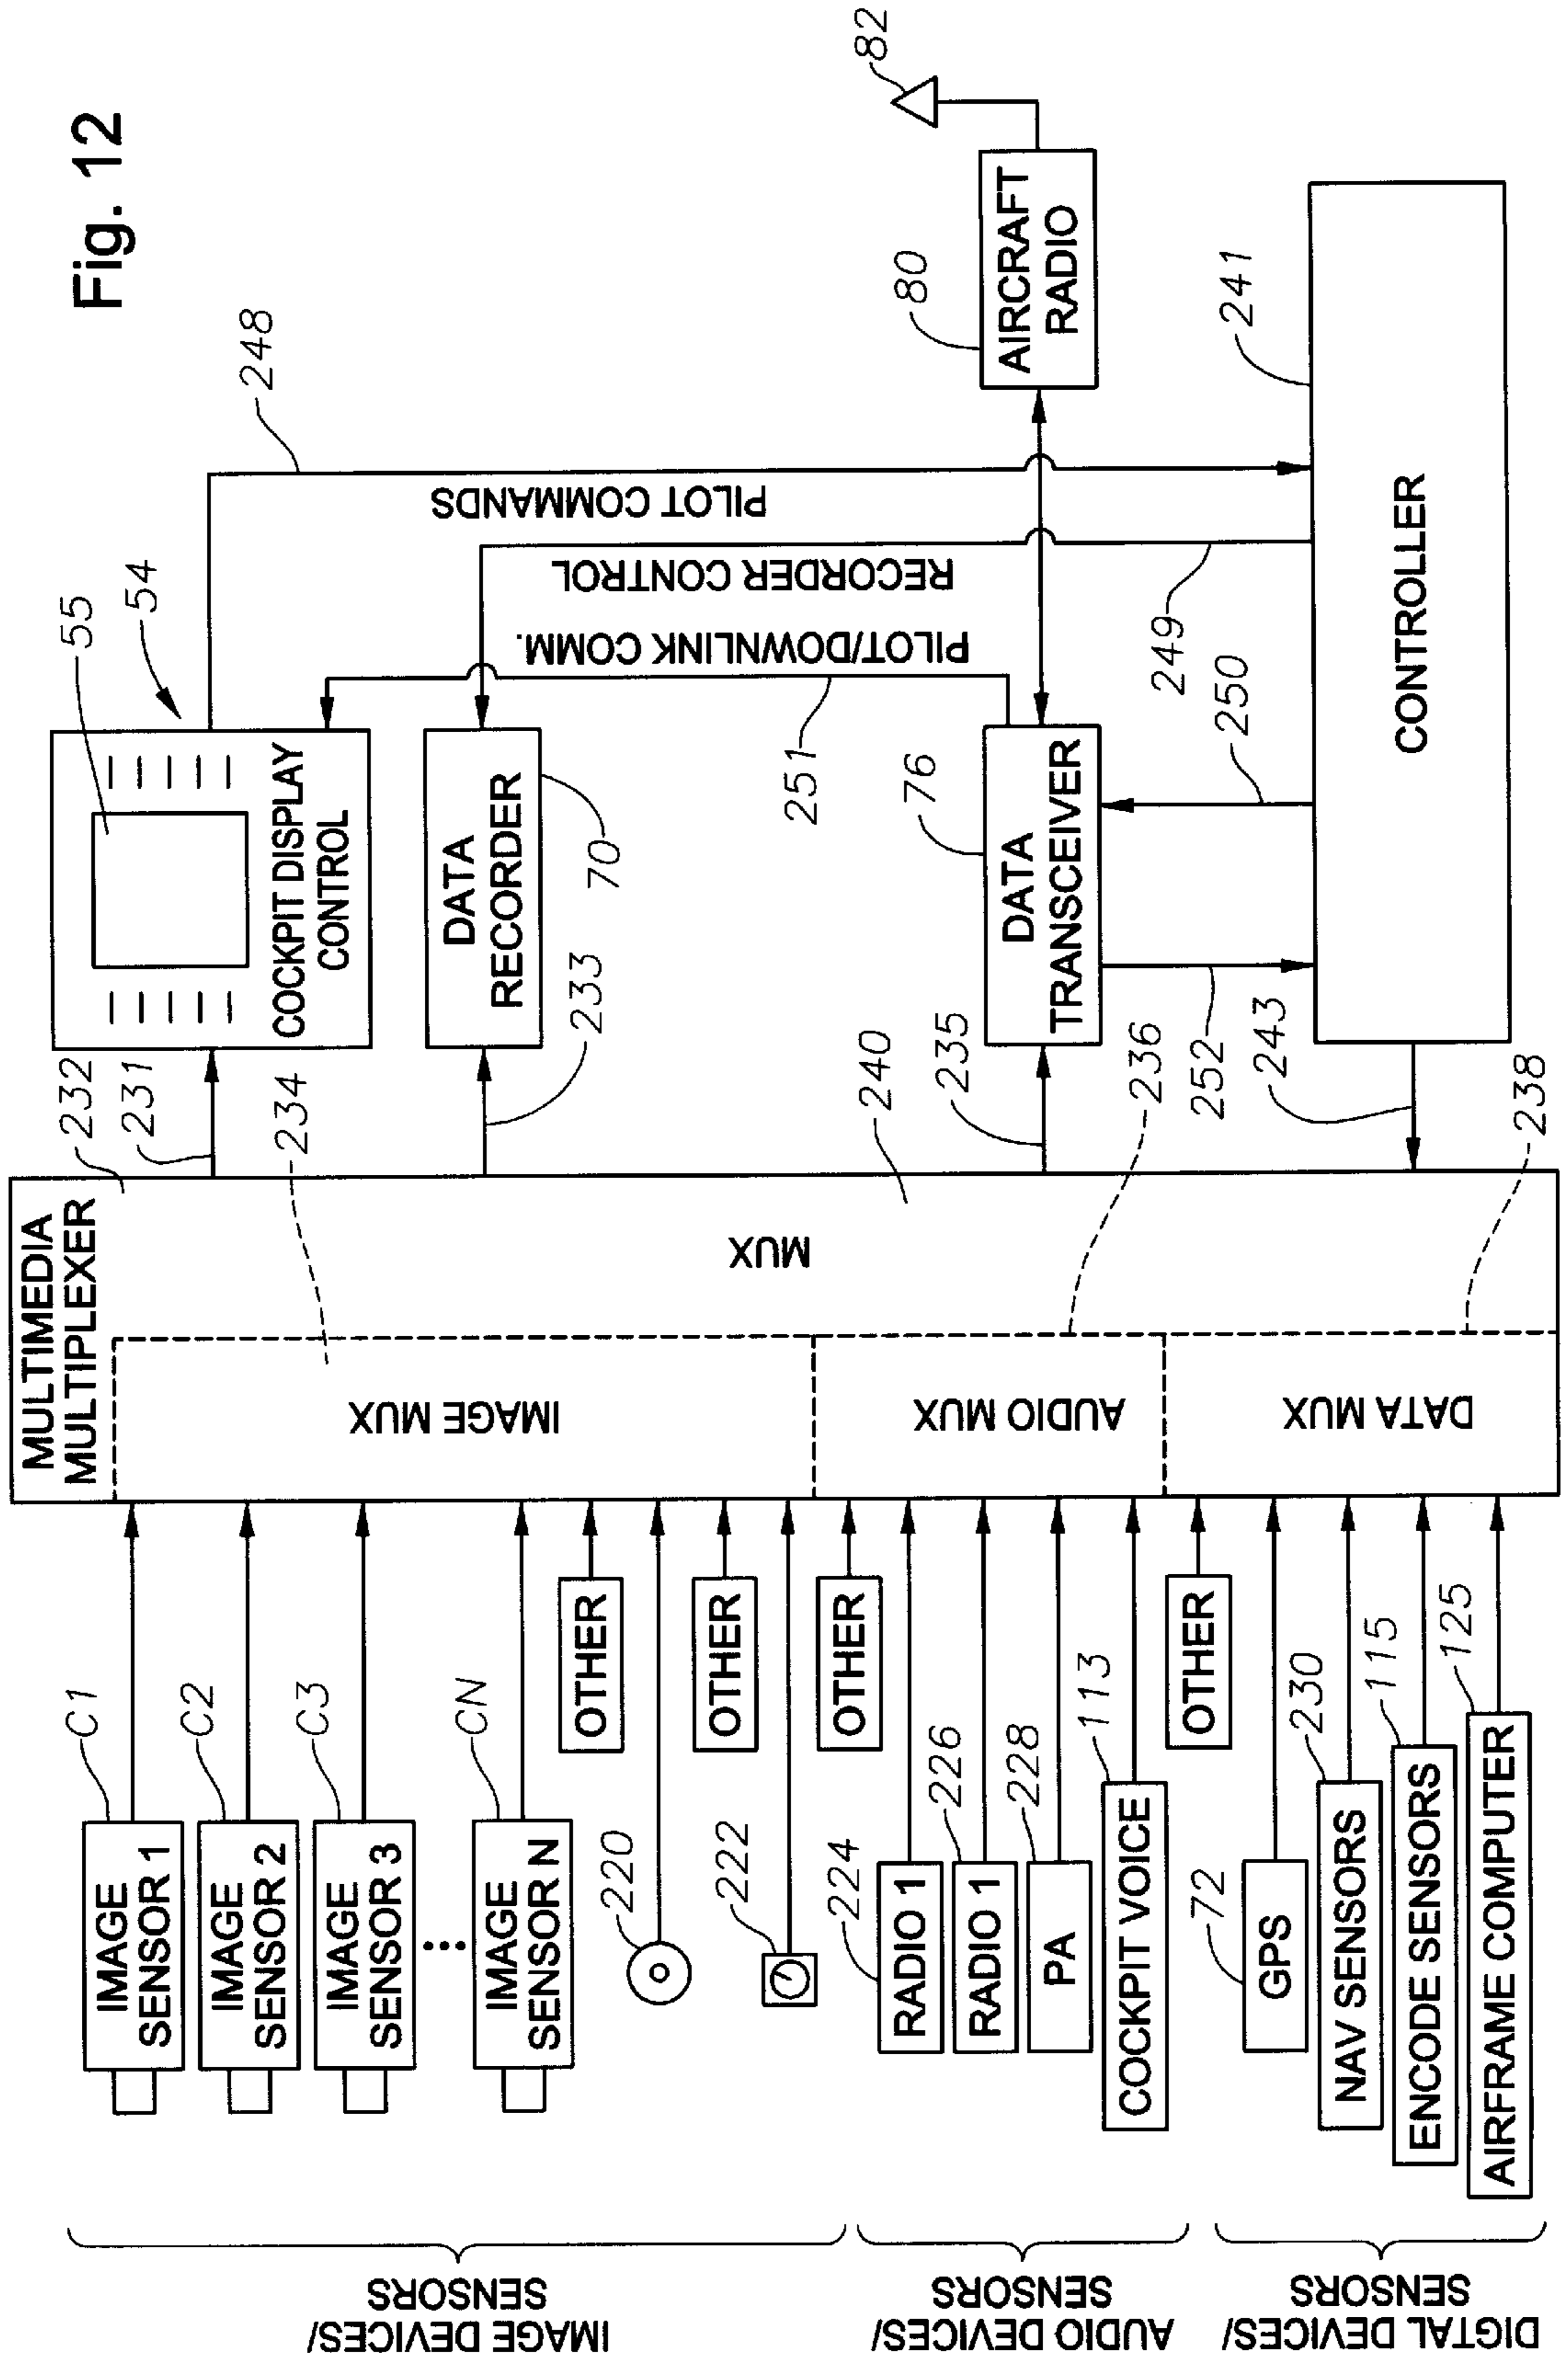 Fig. 12
MULTIMEDIA
MULTIPLEXER
232
231
234
IMAGE MUX
AUDIO MUX
DATA MUX
MUX
240
236
238
IMAGE DEVICES/
SENSORS
IMAGE
SENSOR 1
C1
IMAGE
SENSOR 2
C2
IMAGE
SENSOR 3
C3
IMAGE
SENSOR N
CN
OTHER
220
OTHER
222
AUDIO DEVICES/
SENSORS
OTHER
RADIO 1
224
RADIO 1
226
PA
228
COCKPIT VOICE
113
DIGTAL DEVICES/
SENSORS
OTHER
GPS
72
NAV SENSORS
230
ENCODE SENSORS
115
AIRFRAME COMPUTER
125
COCKPIT DISPLAY
CONTROL
55
54
DATA
RECORDER
70
233
DATA
TRANSCEIVER
76
235
AIRCRAFT
RADIO
80
82
CONTROLLER
241
243
252
250
249
251
248
PILOT COMMANDS
RECORDER CONTROL
PILOT/DOWNLINK COMM.